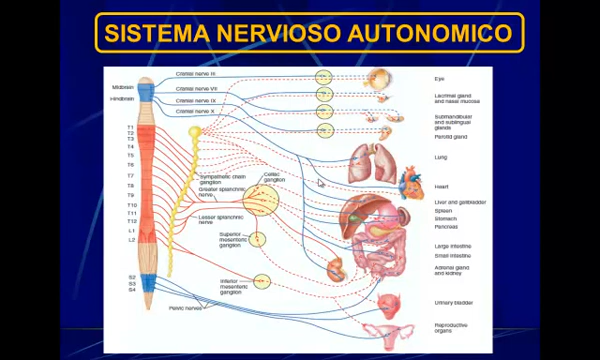 SISTEMA NERVIOSO AUTONOMICO
Cranial nerve III
Eye
Midbrain
Cranial nerve VII
Hindbrain
Cranial nerve IX
Lacrimal gland
and nasal mucosa
Cranial nerve X
Submandibular
and sublingual
glands
Parotid gland
T1
T2
T3
T4
T5
T6
T7
T8
T9
T10
T11
T12
L1
L2
S2
S3
S4
Sympathetic chain
ganglion
Greater splanchnic
nerve
Celiac
ganglion
Lesser splanchnic
nerve
Superior
mesenteric
ganglion
Inferior
mesenteric
ganglion
Pelvic nerves
Lung
Heart
Liver and gallbladder
Spleen
Stomach
Pancreas
Large intestine
Small intestine
Adrenal gland
and kidney
Urinary bladder
Reproductive
organs